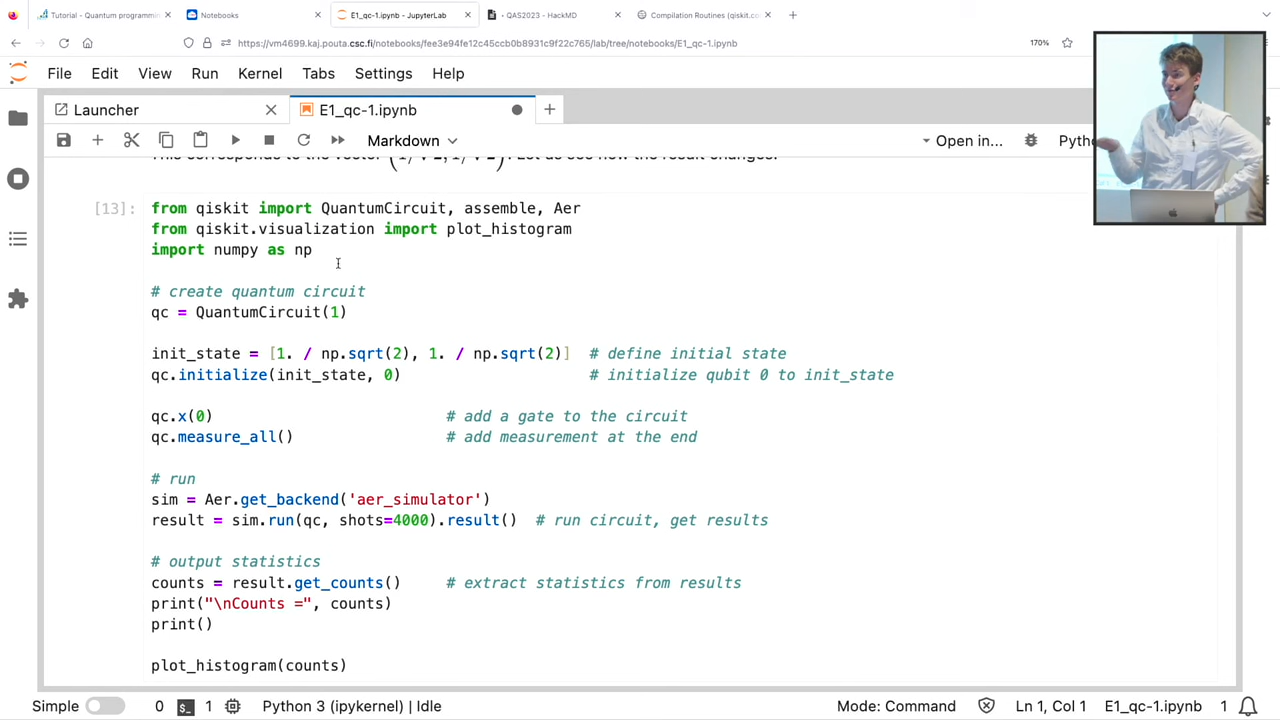 Tutorial - Quantum programmin
Notebooks
E1_qc-1.ipynb - JupyterLab
· QAS2023 - HackMD
Compilation Routines (qiskit.o
https://vm4699.kaj.pouta.csc.fi/notebooks/fee3e94fe12c45ccb0b8931c9f22c765/lab/tree/notebooks/E1_qc-1.ipynb
170%
File Edit View Run Kernel Tabs Settings Help
Launcher
E1_qc-1.ipynb
Markdown
Open in...
Pytho
This corresponds to the vector (1/√2, 1/√2). Let us see how the result changes.
[13]:
from qiskit import QuantumCircuit, assemble, Aer
from qiskit.visualization import plot_histogram
import numpy as np
# create quantum circuit
qc = QuantumCircuit(1)
init_state = [1. / np.sqrt(2), 1. / np.sqrt(2)]  # define initial state
qc.initialize(init_state, 0) # initialize qubit 0 to init_state
qc.x(0) # add a gate to the circuit
qc.measure_all() # add measurement at the end
# run
sim = Aer.get_backend('aer_simulator')
result = sim.run(qc, shots=4000).result()  # run circuit, get results
# output statistics
counts = result.get_counts() # extract statistics from results
print("\nCounts =", counts)
print()
plot_histogram(counts)
Simple 0 1 Python 3 (ipykernel) | Idle Mode: Command Ln 1, Col 1 E1_qc-1.ipynb 1